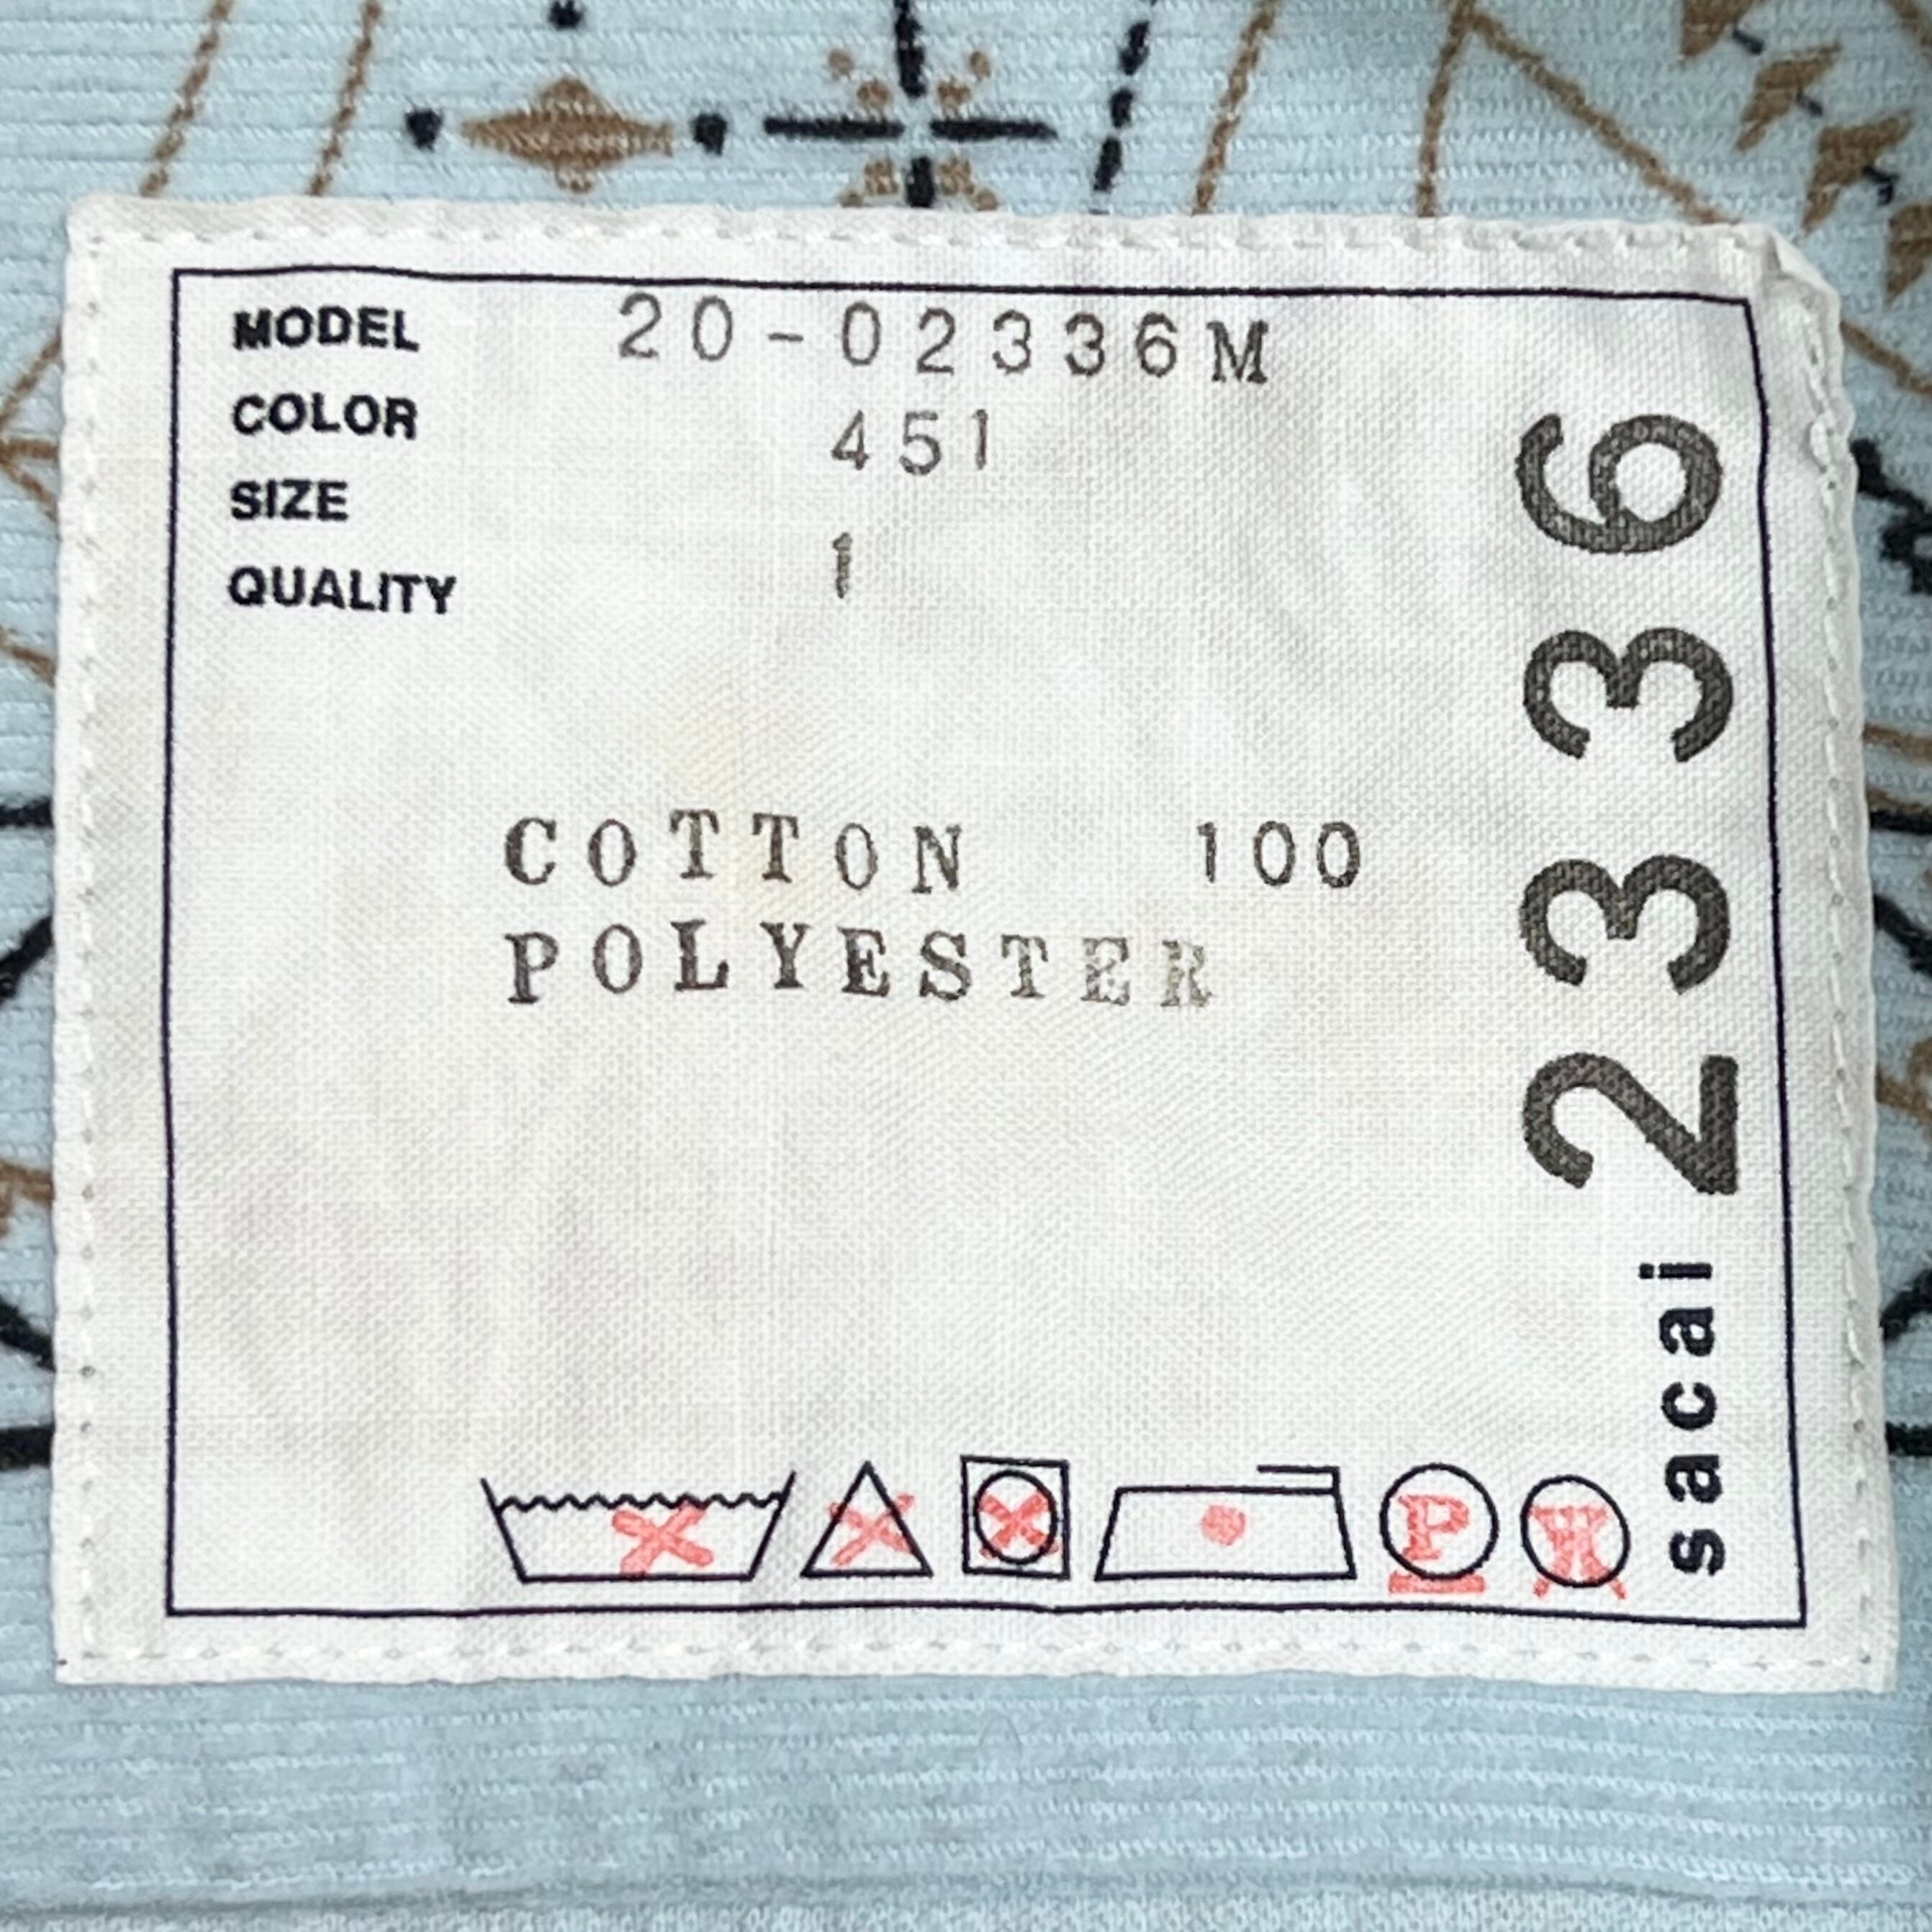 MODEL 20-02336M
COLOR 451
SIZE 1
QUALITY
COTTON 100
POLYESTER
P W
sacai 2336